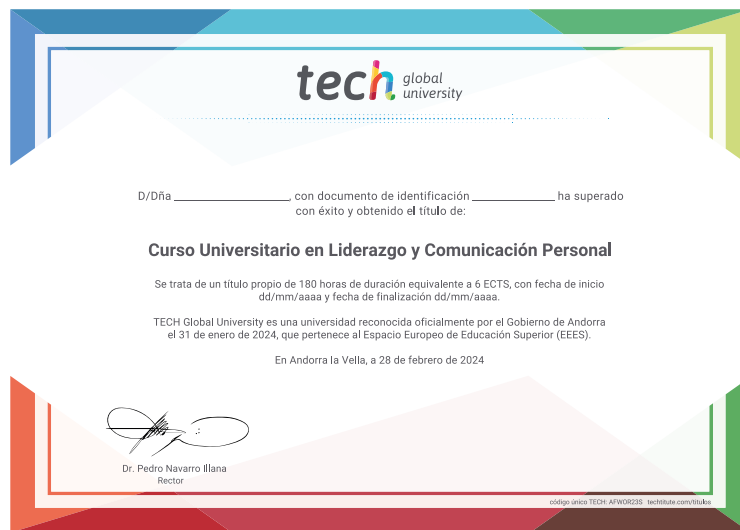 tech global university
D/Dña ____________________, con documento de identificación ______________ ha superado
con éxito y obtenido el título de:
Curso Universitario en Liderazgo y Comunicación Personal
Se trata de un título propio de 180 horas de duración equivalente a 6 ECTS, con fecha de inicio
dd/mm/aaaa y fecha de finalización dd/mm/aaaa.
TECH Global University es una universidad reconocida oficialmente por el Gobierno de Andorra
el 31 de enero de 2024, que pertenece al Espacio Europeo de Educación Superior (EEES).
En Andorra la Vella, a 28 de febrero de 2024
Dr. Pedro Navarro Illana
Rector
código único TECH: AFWOR23S techtitute.com/titulos